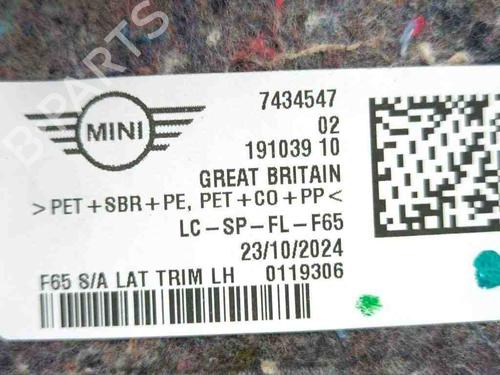 B-PARTS
MINI
7434547
02
191039 10
GREAT BRITAIN
>PET+SBR+PE, PET+CO+PP<
LC-SP-FL-F65
23/10/2024
F65 S/A LAT TRIM LH 0119306